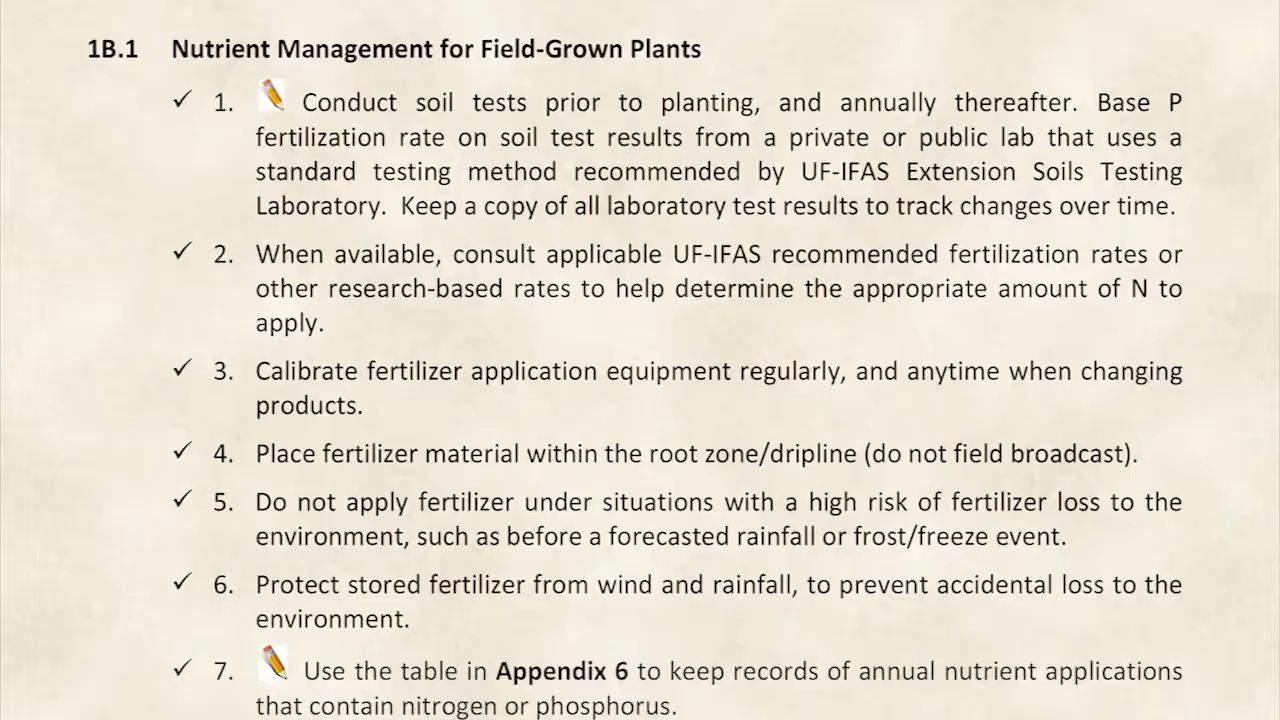 1B.1 Nutrient Management for Field-Grown Plants
✓ 1. Conduct soil tests prior to planting, and annually thereafter. Base P
fertilization rate on soil test results from a private or public lab that uses a
standard testing method recommended by UF-IFAS Extension Soils Testing
Laboratory. Keep a copy of all laboratory test results to track changes over time.
✓ 2. When available, consult applicable UF-IFAS recommended fertilization rates or
other research-based rates to help determine the appropriate amount of N to
apply.
✓ 3. Calibrate fertilizer application equipment regularly, and anytime when changing
products.
✓ 4. Place fertilizer material within the root zone/dripline (do not field broadcast).
✓ 5. Do not apply fertilizer under situations with a high risk of fertilizer loss to the
environment, such as before a forecasted rainfall or frost/freeze event.
✓ 6. Protect stored fertilizer from wind and rainfall, to prevent accidental loss to the
environment.
✓ 7. Use the table in Appendix 6 to keep records of annual nutrient applications
that contain nitrogen or phosphorus.